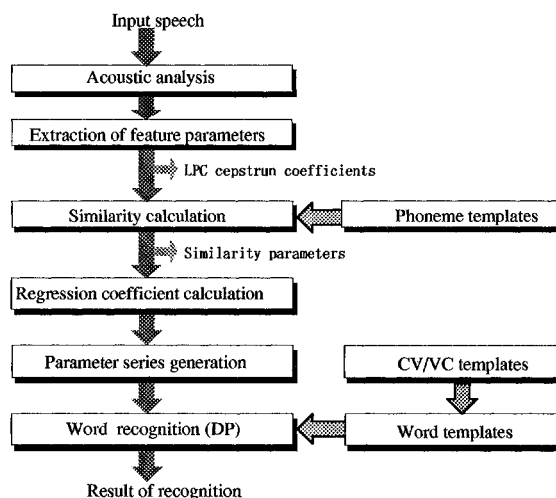 Input speech
Acoustic analysis
Extraction of feature parameters
LPC cepstrun coefficients
Similarity calculation
Phoneme templates
Similarity parameters
Regression coefficient calculation
Parameter series generation
CV/VC templates
Word recognition (DP)
Word templates
Result of recognition